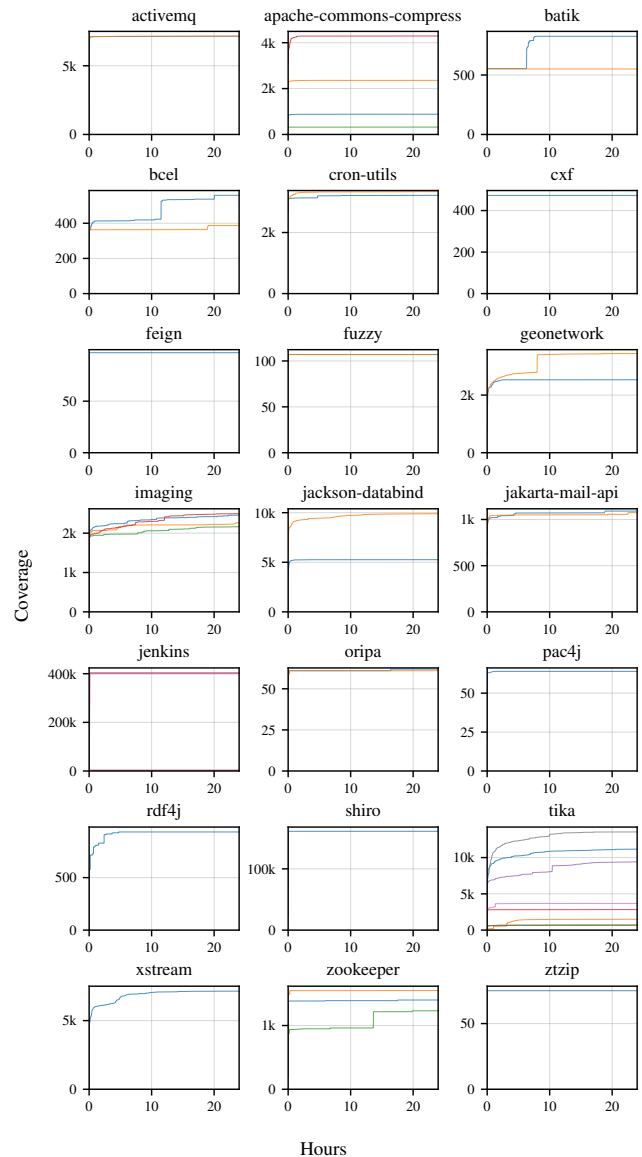 activemq apache-commons-compress batik
5k 4k 500
2k
0 0 0
0 10 20 0 10 20 0 10 20
bcel cron-utils cxf
400 2k 400
200 200
0 0 0
0 10 20 0 10 20 0 10 20
feign fuzzy geonetwork
50 100 2k
50
0 0 0
0 10 20 0 10 20 0 10 20
imaging jackson-databind jakarta-mail-api
2k 10k 1k
1k 5k 500
0 0 0
0 10 20 0 10 20 0 10 20
Coverage
jenkins oripa pac4j
400k 50 50
200k 25 25
0 0 0
0 10 20 0 10 20 0 10 20
rdf4j shiro tika
500 100k 10k
5k
0 0 0
0 10 20 0 10 20 0 10 20
xstream zookeeper ztzip
5k 1k 50
0 0 0
0 10 20 0 10 20 0 10 20
Hours